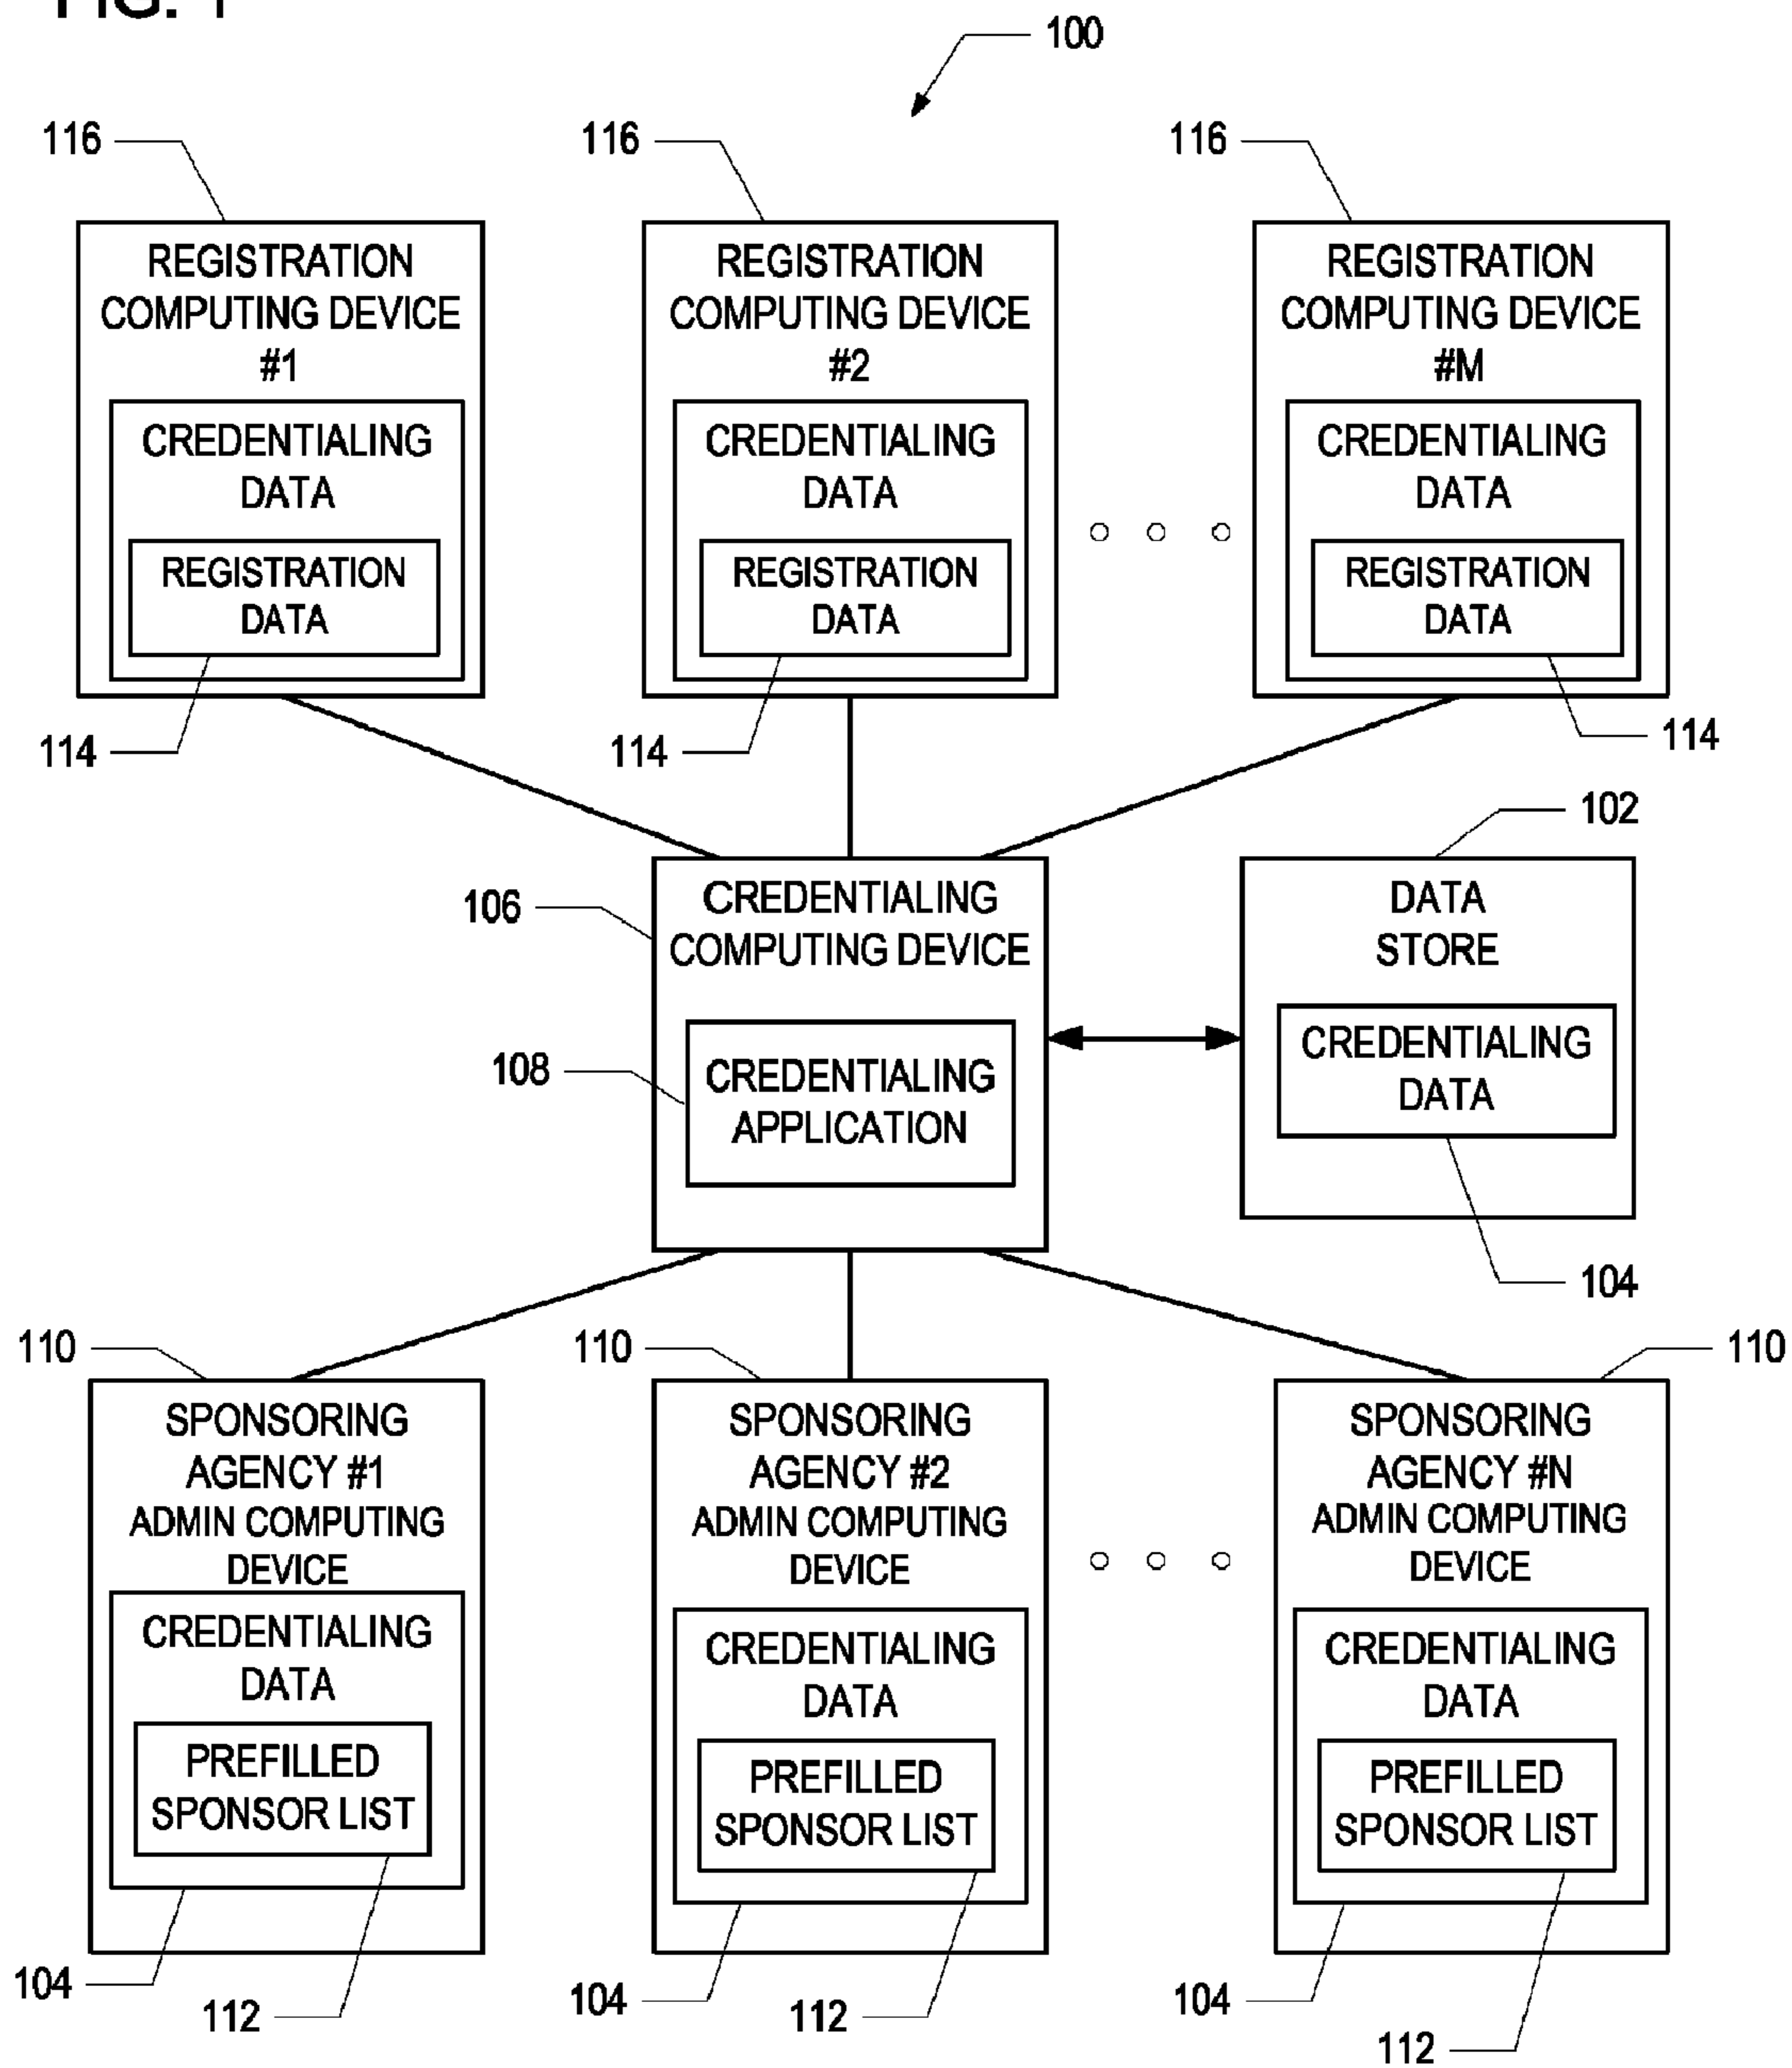 FIG. 1
100
116
116
116
REGISTRATION
COMPUTING DEVICE
#1
CREDENTIALING
DATA
REGISTRATION
DATA
114
REGISTRATION
COMPUTING DEVICE
#2
CREDENTIALING
DATA
REGISTRATION
DATA
114
REGISTRATION
COMPUTING DEVICE
#M
CREDENTIALING
DATA
REGISTRATION
DATA
114
106
CREDENTIALING
COMPUTING DEVICE
108
CREDENTIALING
APPLICATION
102
DATA
STORE
CREDENTIALING
DATA
104
110
110
110
SPONSORING
AGENCY #1
ADMIN COMPUTING
DEVICE
CREDENTIALING
DATA
PREFILLED
SPONSOR LIST
104
112
SPONSORING
AGENCY #2
ADMIN COMPUTING
DEVICE
CREDENTIALING
DATA
PREFILLED
SPONSOR LIST
104
112
SPONSORING
AGENCY #N
ADMIN COMPUTING
DEVICE
CREDENTIALING
DATA
PREFILLED
SPONSOR LIST
104
112